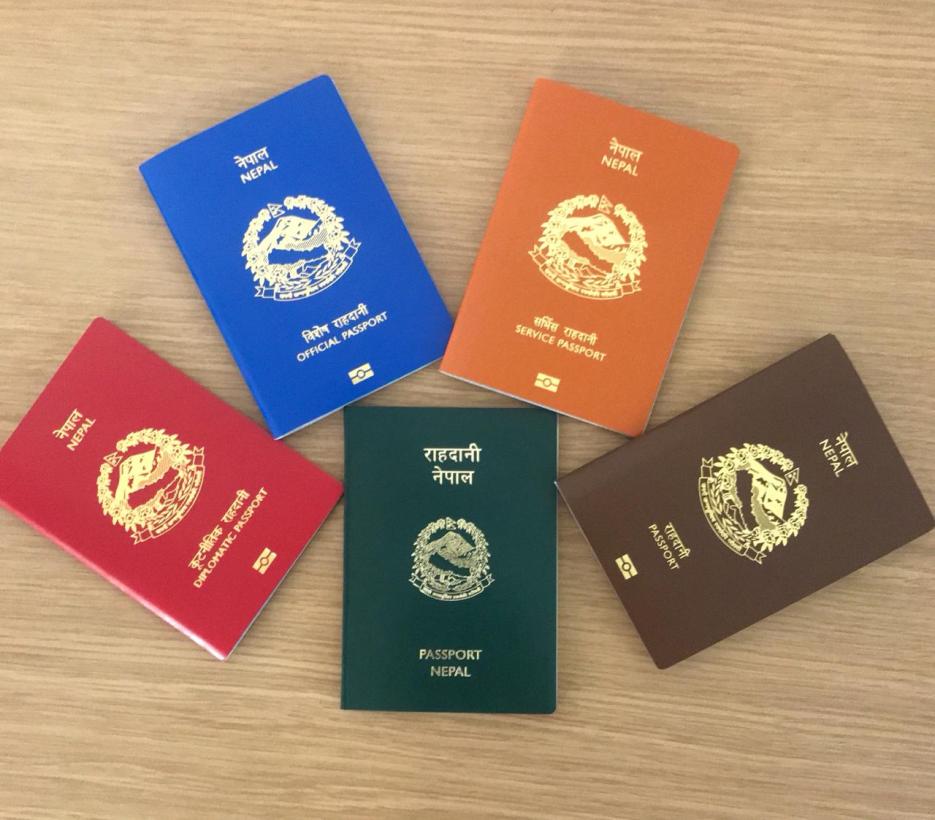 नेपाल
NEPAL
विशेष राहदानी
OFFICIAL PASSPORT
नेपाल
NEPAL
सर्भिस राहदानी
SERVICE PASSPORT
नेपाल
NEPAL
कूटनीतिक राहदानी
DIPLOMATIC PASSPORT
राहदानी
नेपाल
PASSPORT
NEPAL
नेपाल
NEPAL
राहदानी
PASSPORT